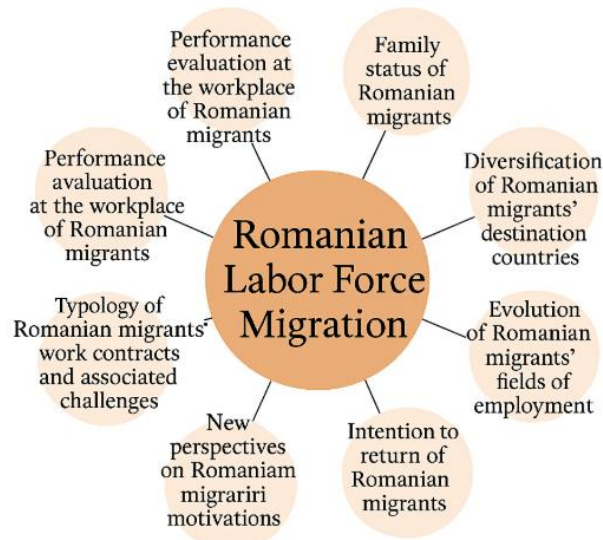 Performance
evaluation at
the workplace
of Romanian
migrants
Family
status of
Romanian
migrants
Performance
avaluation
at the workplace
of Romanian
migrants
Diversification
of Romanian
migrants’
destination
countries
Romanian
Labor Force
Migration
Typology of
Romanian migrants’
work contracts
and associated
challenges
Evolution
of Romanian
migrants’
fields of
employment
New
perspectives
on Romaniam
migrariri
motivations
Intention to
return of
Romanian
migrants